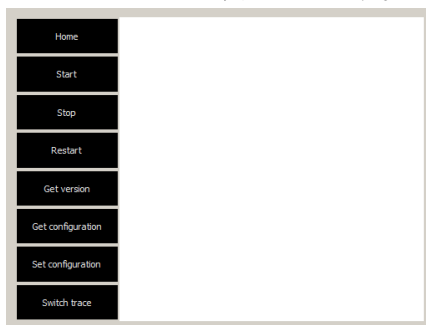 Home
Start
Stop
Restart
Get version
Get configuration
Set configuration
Switch trace